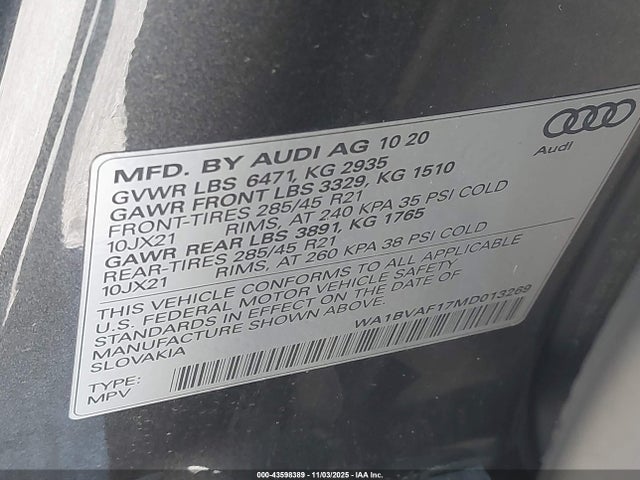 MFD. BY AUDI AG 10 20
GVWR LBS 6471, KG 2935
GAWR FRONT LBS 3329, KG 1510
FRONT-TIRES 285/45 R21
10JX21 RIMS, AT 240 KPA 35 PSI COLD
GAWR REAR LBS 3891, KG 1765
REAR-TIRES 285/45 R21
10JX21 RIMS, AT 260 KPA 38 PSI COLD
THIS VEHICLE CONFORMS TO ALL APPLICABLE
U.S. FEDERAL MOTOR VEHICLE SAFETY
STANDARDS IN EFFECT ON THE DATE OF
MANUFACTURE SHOWN ABOVE.
SLOVAKIA
WA1BVAF17MD013269
TYPE:
MPV
Audi
000-43598389 - 11/03/2025 - IAA Inc.